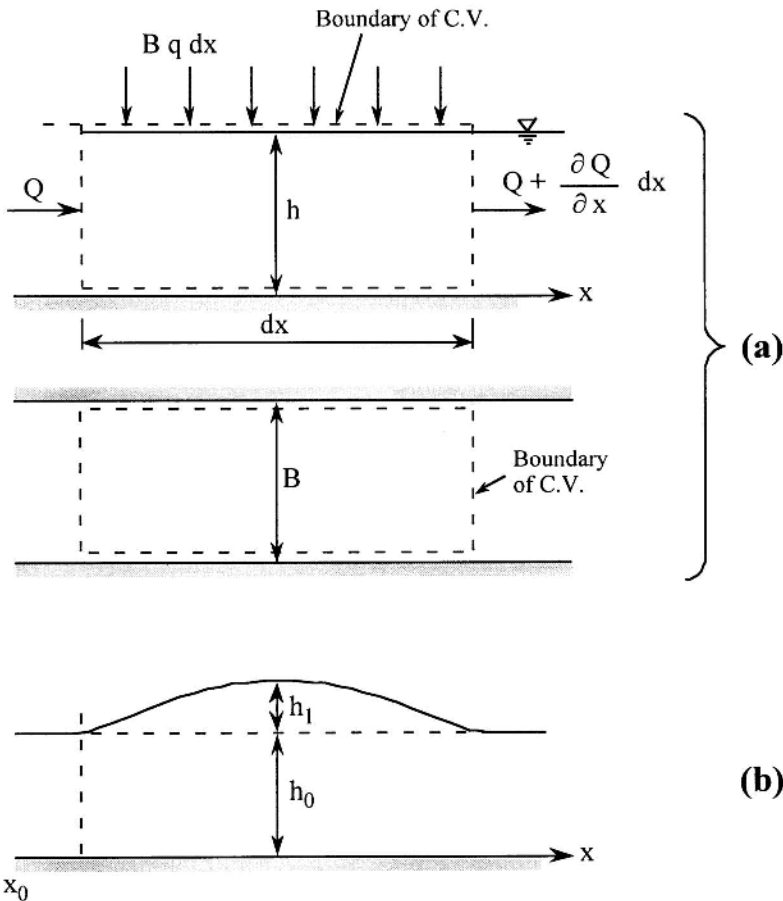 Boundary of C.V.
B q dx
Q
h
Q + ∂Q/∂x dx
x
dx
(a)
B
Boundary
of C.V.
h₁
h₀
(b)
x
x₀